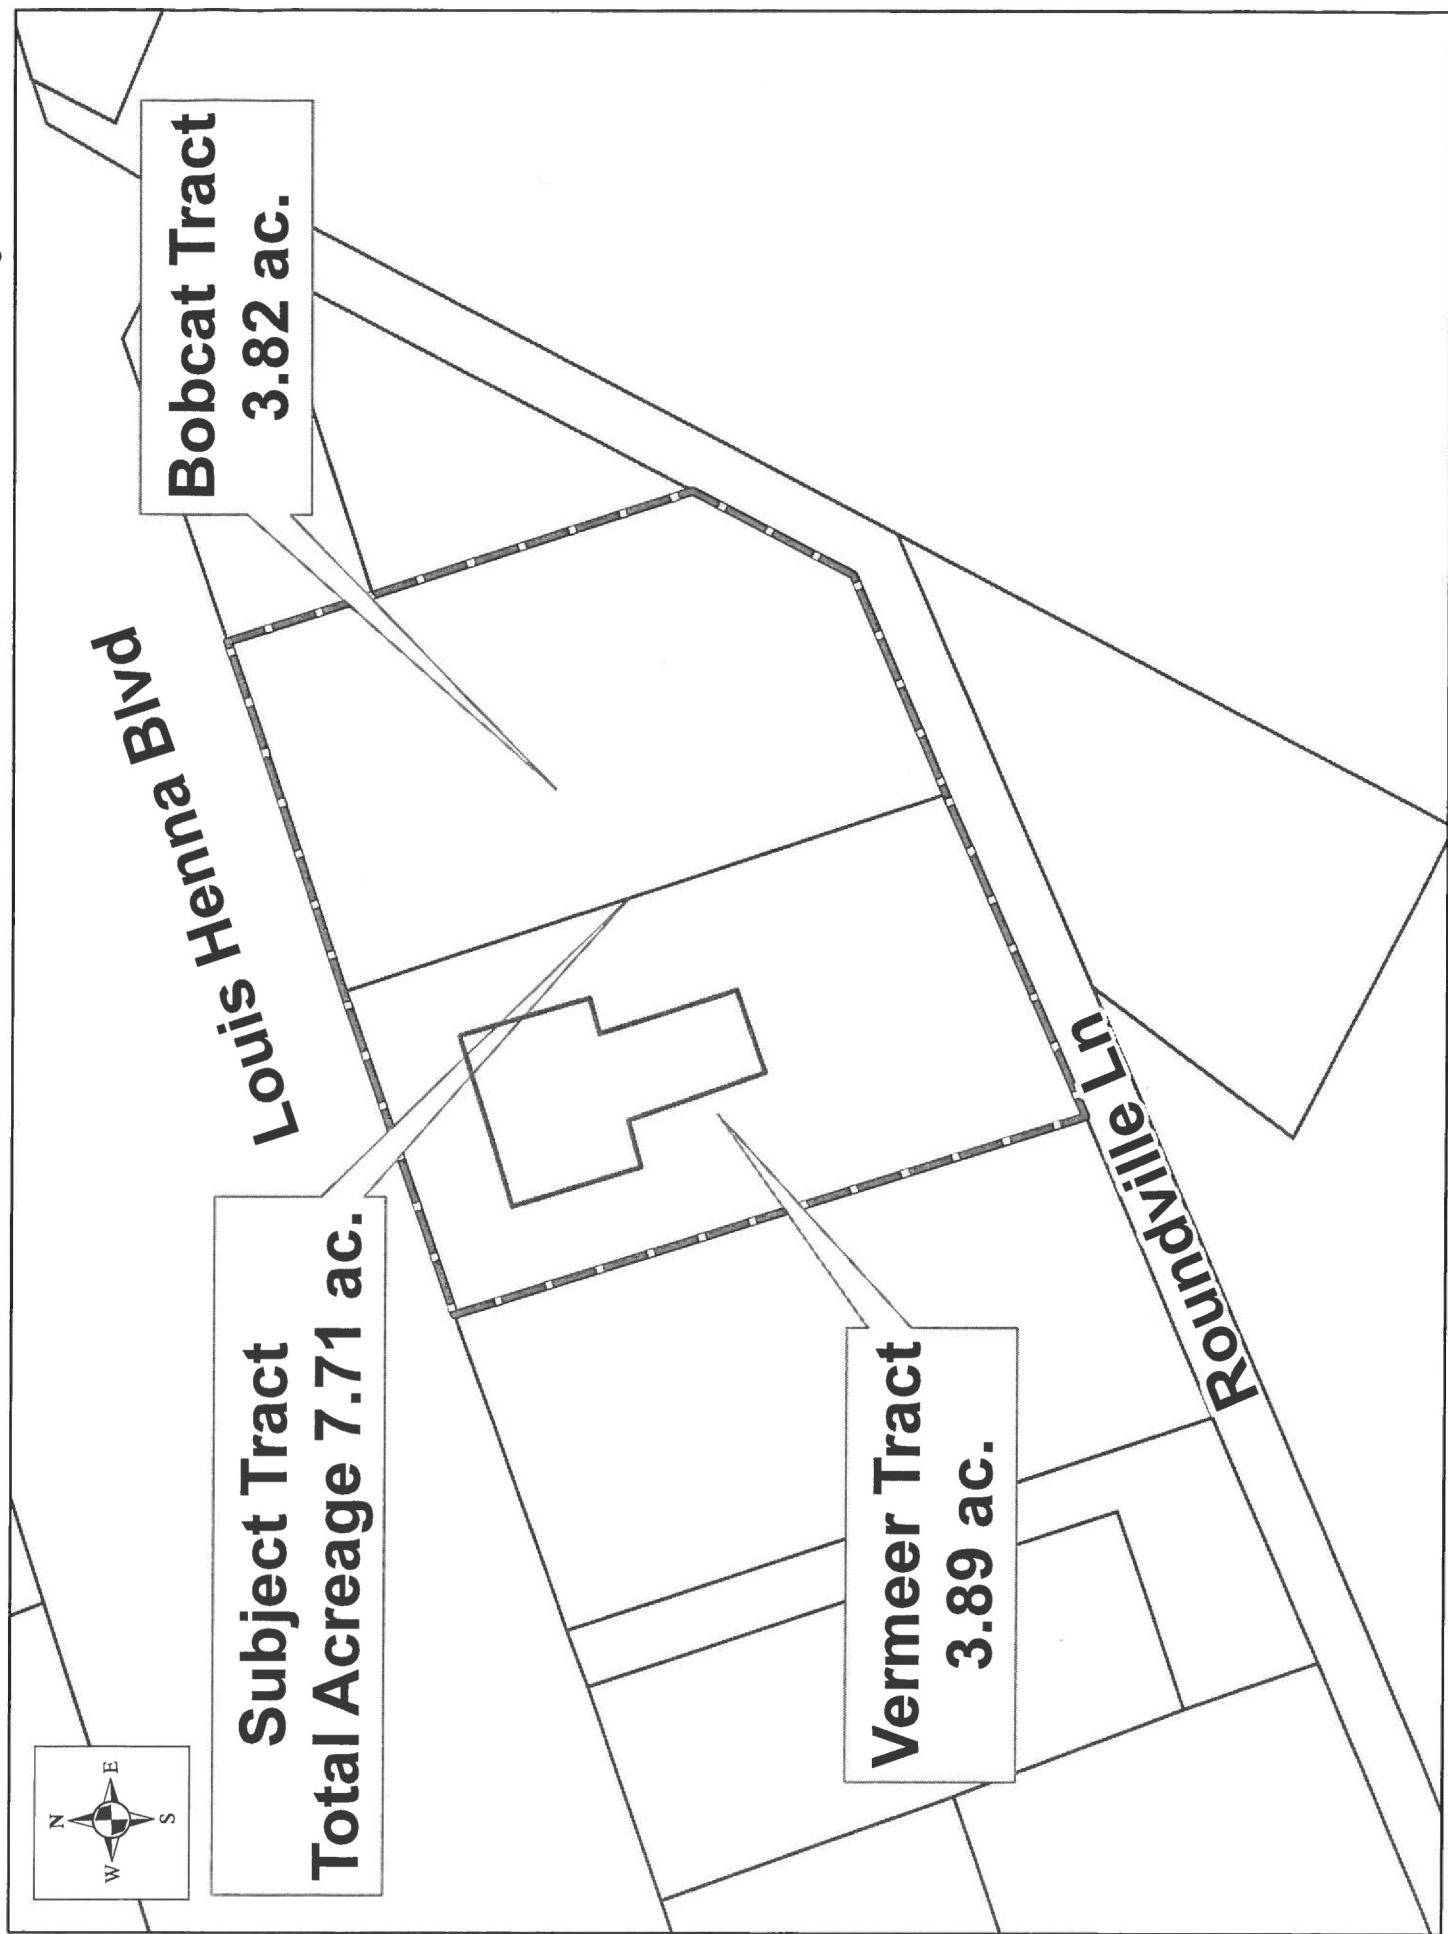 N
W E
S
Louis Henna Blvd
Bobcat Tract
3.82 ac.
Subject Tract
Total Acreage 7.71 ac.
Vermeer Tract
3.89 ac.
Roundville Ln